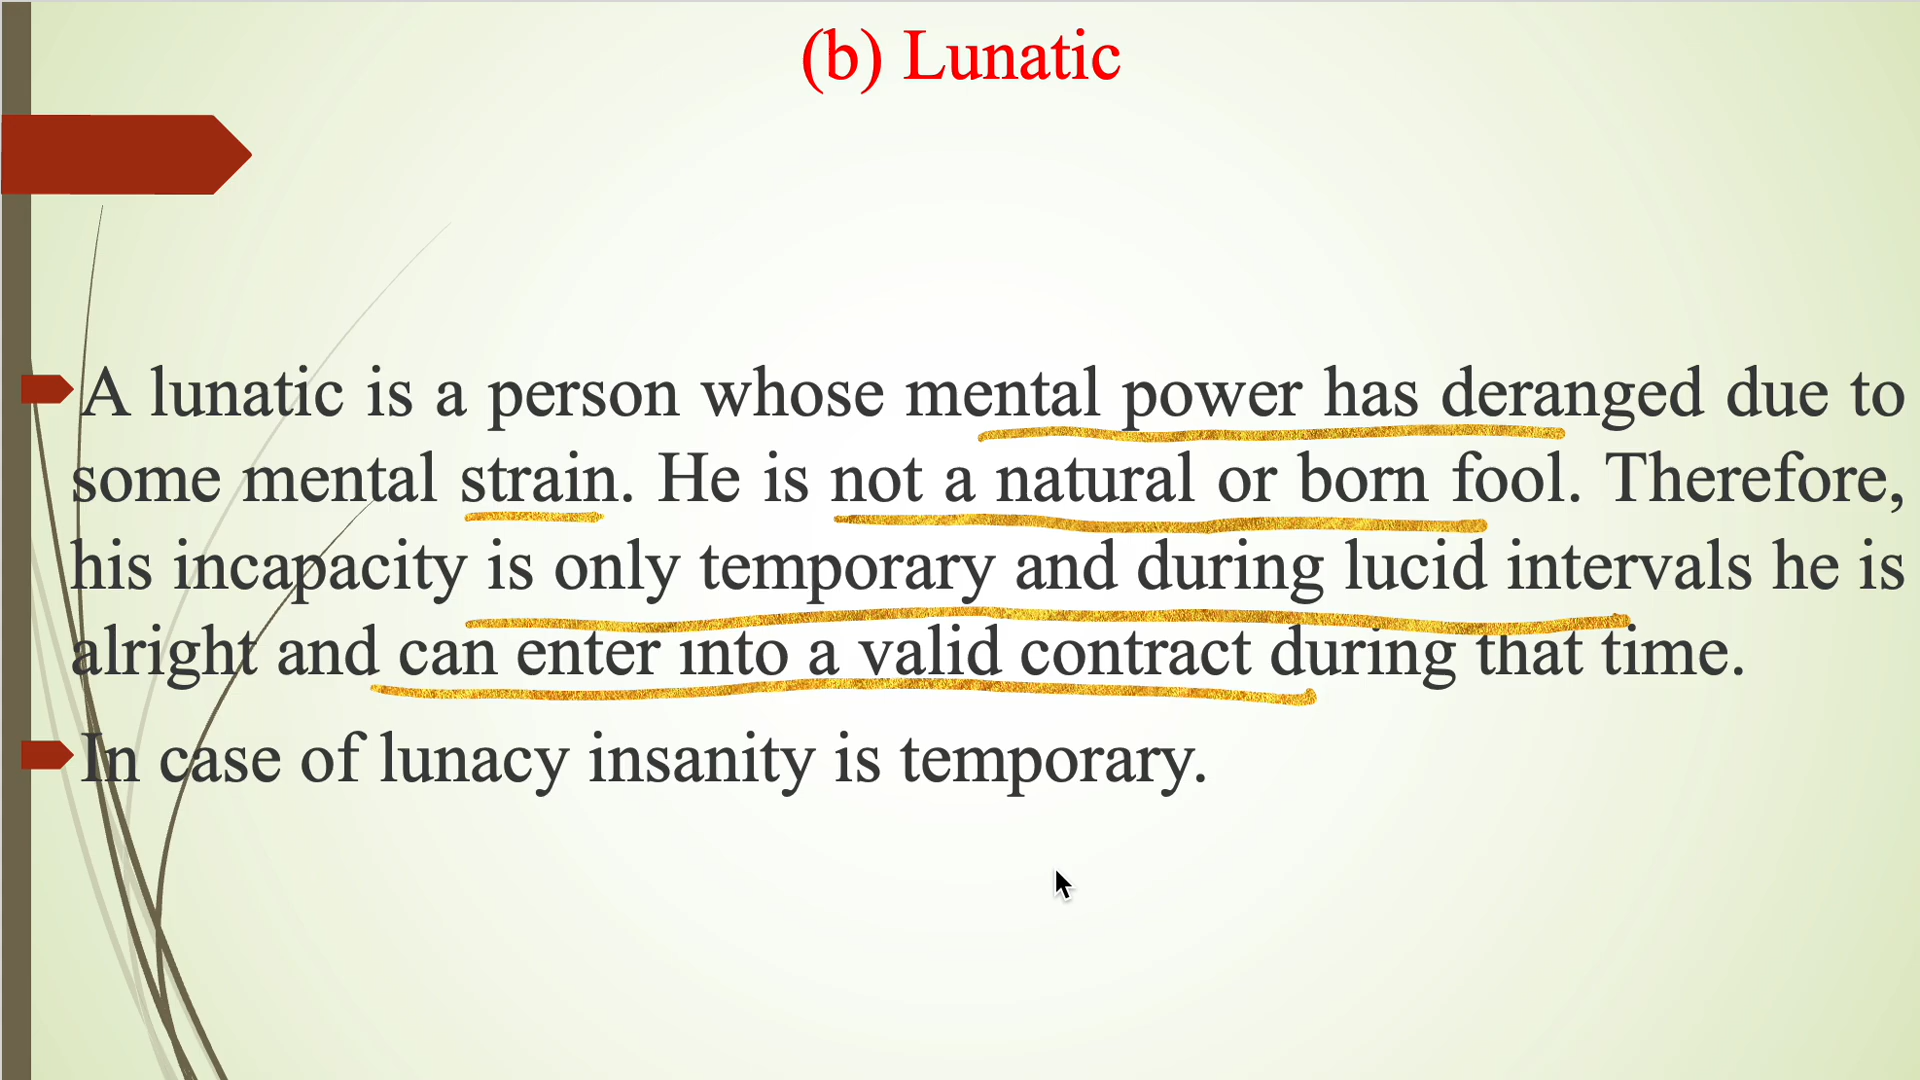 (b) Lunatic
A lunatic is a person whose mental power has deranged due to
some mental strain. He is not a natural or born fool. Therefore,
his incapacity is only temporary and during lucid intervals he is
alright and can enter into a valid contract during that time.
In case of lunacy insanity is temporary.